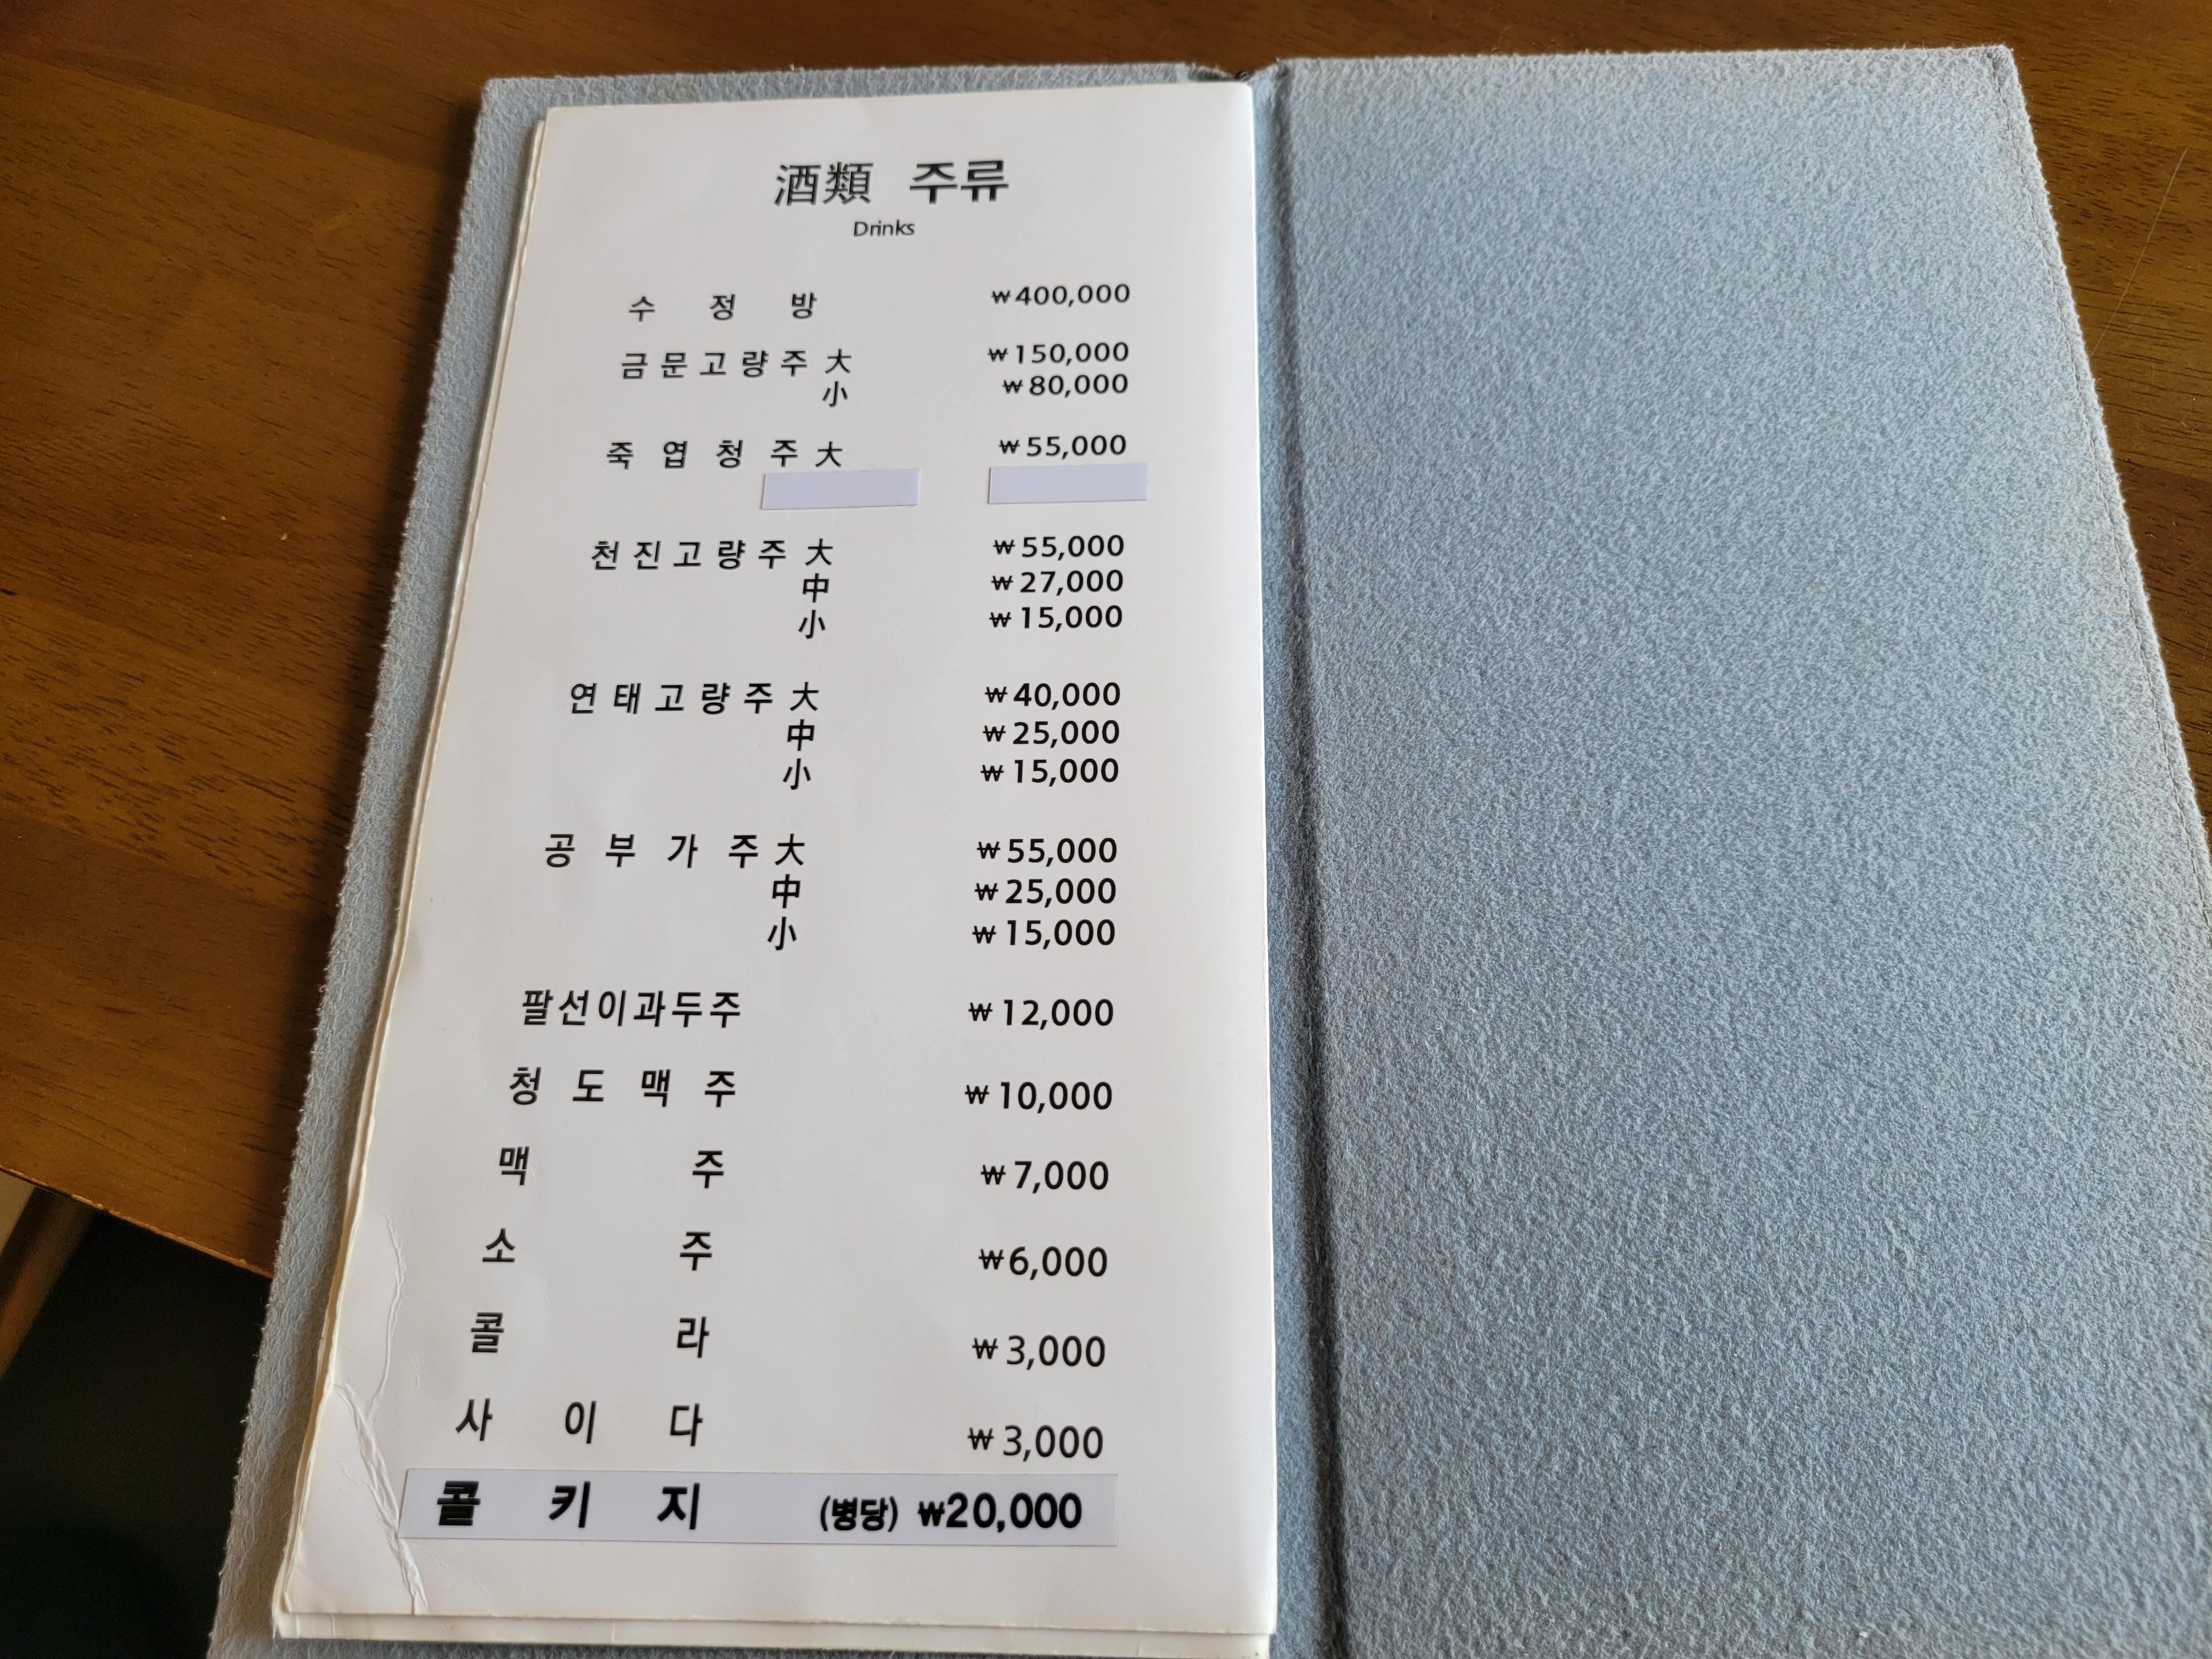 酒類 주류
Drinks
수 정 방 ₩400,000
금문고량주 大 ₩150,000
小 ₩80,000
죽엽청주 大 ₩55,000
천진고량주 大 ₩55,000
中 ₩27,000
小 ₩15,000
연태고량주 大 ₩40,000
中 ₩25,000
小 ₩15,000
공부가주 大 ₩55,000
中 ₩25,000
小 ₩15,000
팔선이과두주 ₩12,000
청도맥주 ₩10,000
맥 주 ₩7,000
소 주 ₩6,000
콜 라 ₩3,000
사 이 다 ₩3,000
콜 키 지 (병당) ₩20,000